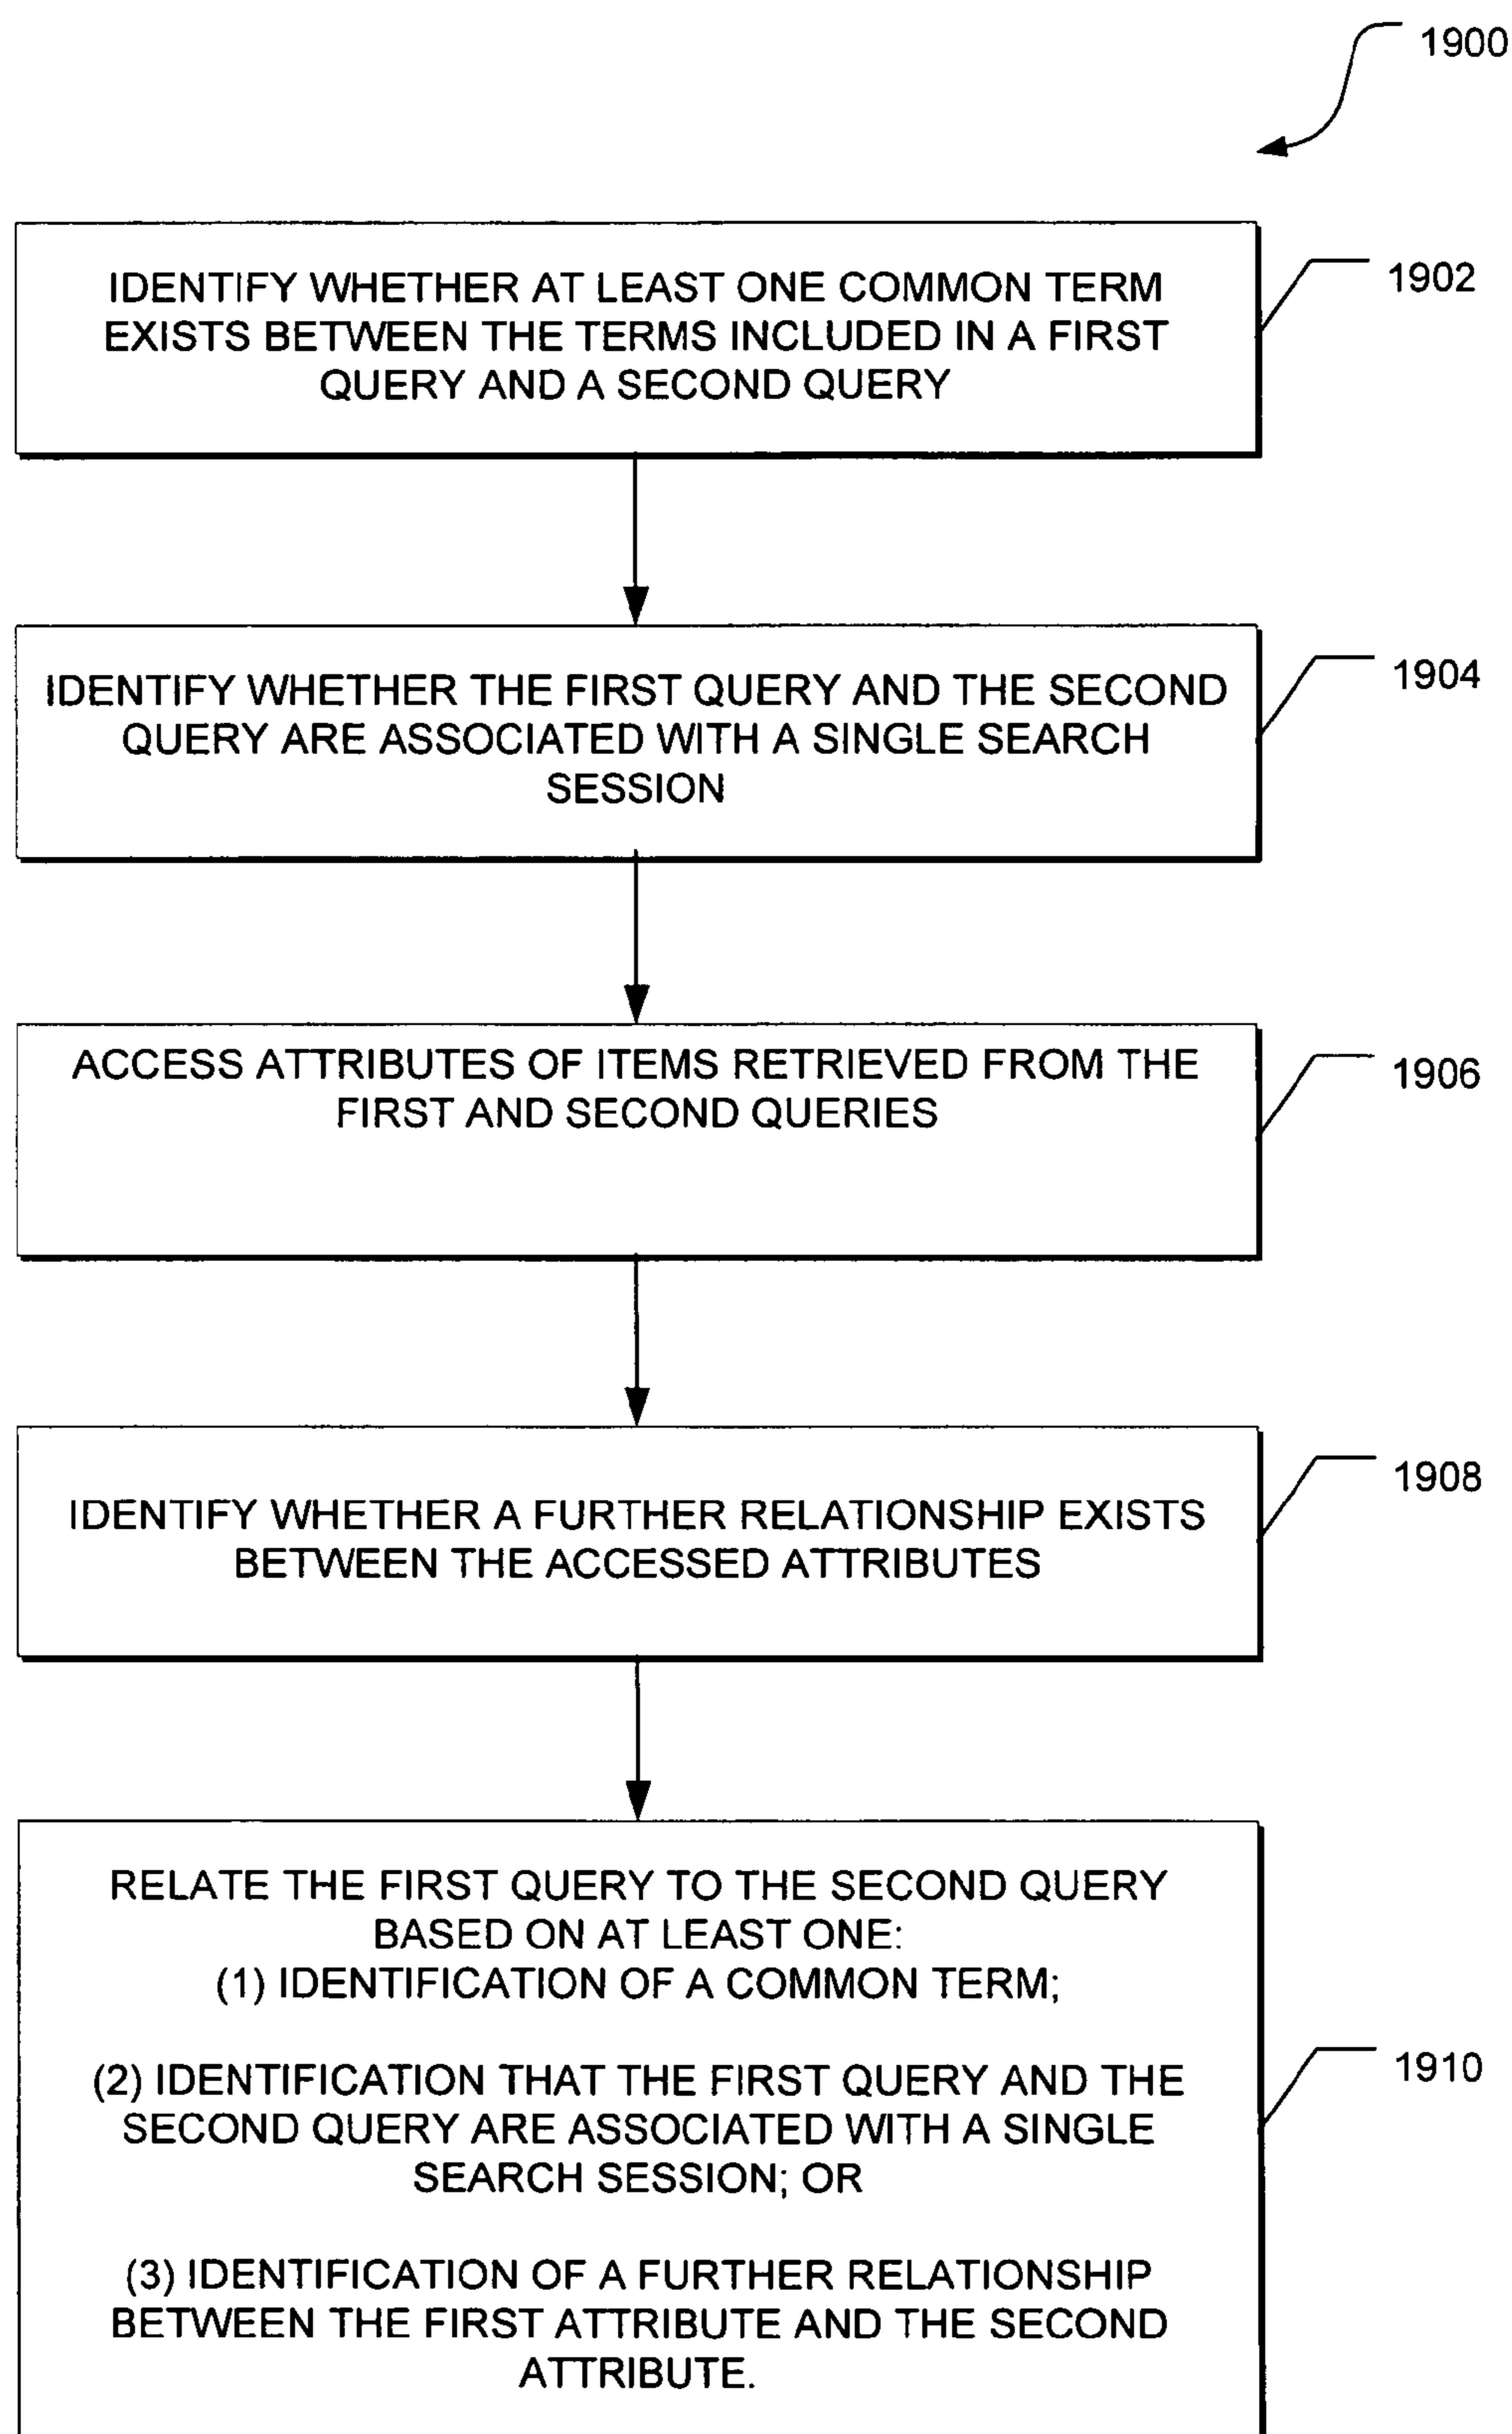 1900
IDENTIFY WHETHER AT LEAST ONE COMMON TERM
EXISTS BETWEEN THE TERMS INCLUDED IN A FIRST
QUERY AND A SECOND QUERY
1902
IDENTIFY WHETHER THE FIRST QUERY AND THE SECOND
QUERY ARE ASSOCIATED WITH A SINGLE SEARCH
SESSION
1904
ACCESS ATTRIBUTES OF ITEMS RETRIEVED FROM THE
FIRST AND SECOND QUERIES
1906
IDENTIFY WHETHER A FURTHER RELATIONSHIP EXISTS
BETWEEN THE ACCESSED ATTRIBUTES
1908
RELATE THE FIRST QUERY TO THE SECOND QUERY
BASED ON AT LEAST ONE:
(1) IDENTIFICATION OF A COMMON TERM;
(2) IDENTIFICATION THAT THE FIRST QUERY AND THE
SECOND QUERY ARE ASSOCIATED WITH A SINGLE
SEARCH SESSION; OR
(3) IDENTIFICATION OF A FURTHER RELATIONSHIP
BETWEEN THE FIRST ATTRIBUTE AND THE SECOND
ATTRIBUTE.
1910